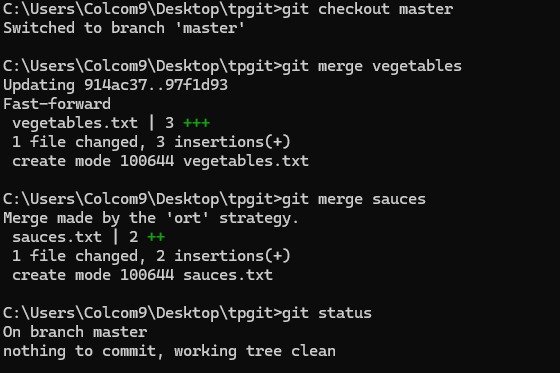 C:\Users\Colcom9\Desktop\tpgit>git checkout master
Switched to branch 'master'
C:\Users\Colcom9\Desktop\tpgit>git merge vegetables
Updating 914ac37..97f1d93
Fast-forward
 vegetables.txt | 3 +++
 1 file changed, 3 insertions(+)
 create mode 100644 vegetables.txt
C:\Users\Colcom9\Desktop\tpgit>git merge sauces
Merge made by the 'ort' strategy.
 sauces.txt | 2 ++
 1 file changed, 2 insertions(+)
 create mode 100644 sauces.txt
C:\Users\Colcom9\Desktop\tpgit>git status
On branch master
nothing to commit, working tree clean